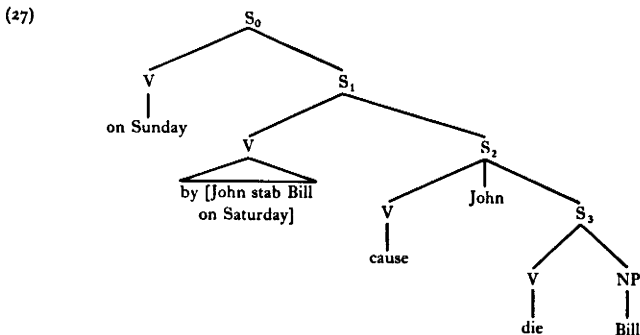 (27)
S₀
V S₁
on Sunday
V S₂
by [John stab Bill
on Saturday]
V John S₃
cause
V NP
die Bill